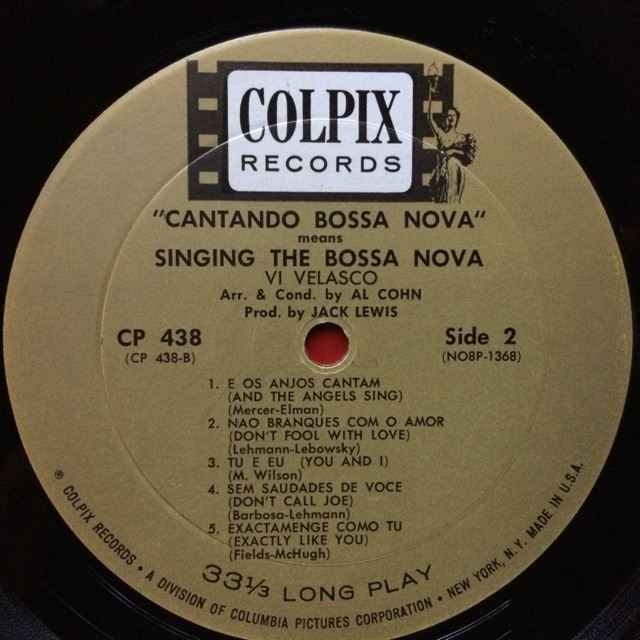 COLPIX
RECORDS
"CANTANDO BOSSA NOVA"
means
SINGING THE BOSSA NOVA
VI VELASCO
Arr. & Cond. by AL COHN
Prod. by JACK LEWIS
CP 438
(CP 438-B)
Side 2
(NO8P-1368)
1. E OS ANJOS CANTAM
(AND THE ANGELS SING)
(Mercer-Elman)
2. NAO BRANQUES COM O AMOR
(DON'T FOOL WITH LOVE)
(Lehmann-Lebowsky)
3. TU E EU (YOU AND I)
(M. Wilson)
4. SEM SAUDADES DE VOCE
(DON'T CALL JOE)
(Barbosa-Lehmann)
5. EXACTAMENGE COMO TU
(EXACTLY LIKE YOU)
(Fields-McHugh)
33⅓ LONG PLAY
® COLPIX RECORDS • A DIVISION OF COLUMBIA PICTURES CORPORATION • NEW YORK, N.Y. MADE IN U.S.A.